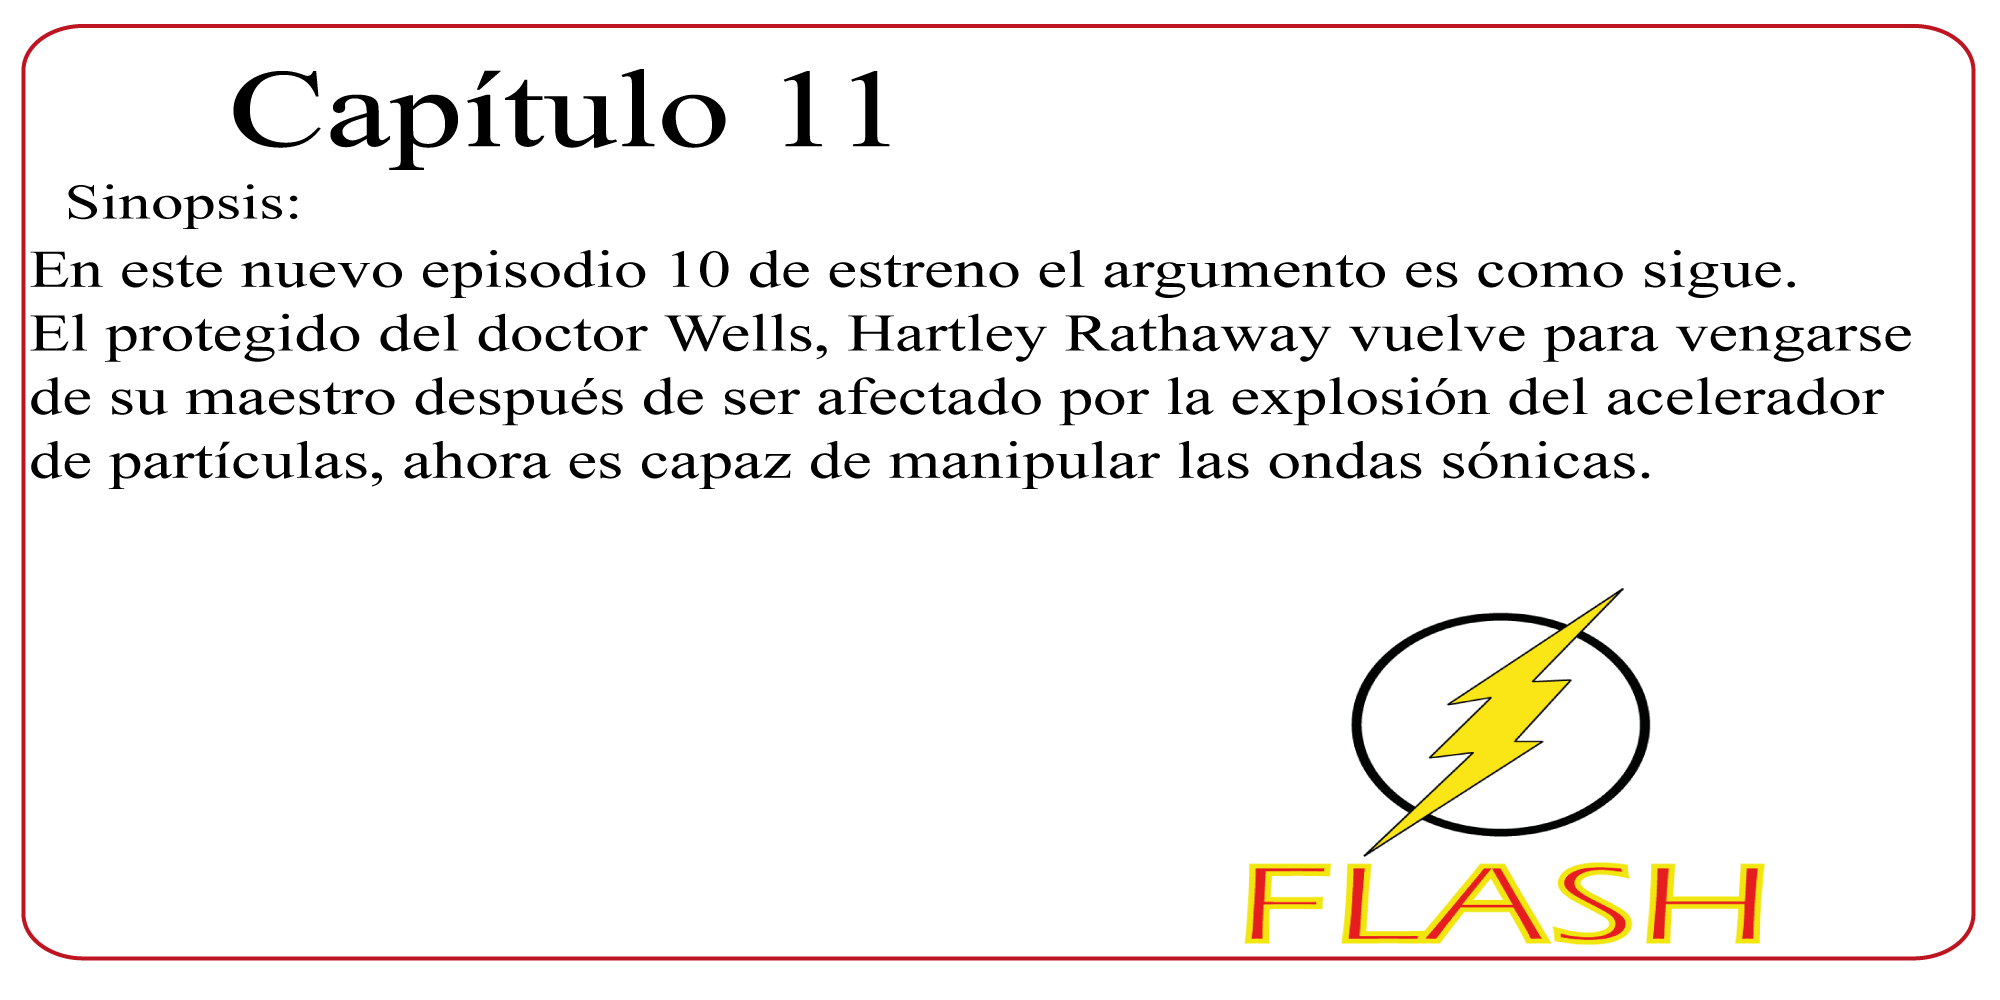 Capítulo 11
Sinopsis:
En este nuevo episodio 10 de estreno el argumento es como sigue.
El protegido del doctor Wells, Hartley Rathaway vuelve para vengarse
de su maestro después de ser afectado por la explosión del acelerador
de partículas, ahora es capaz de manipular las ondas sónicas.
FLASH